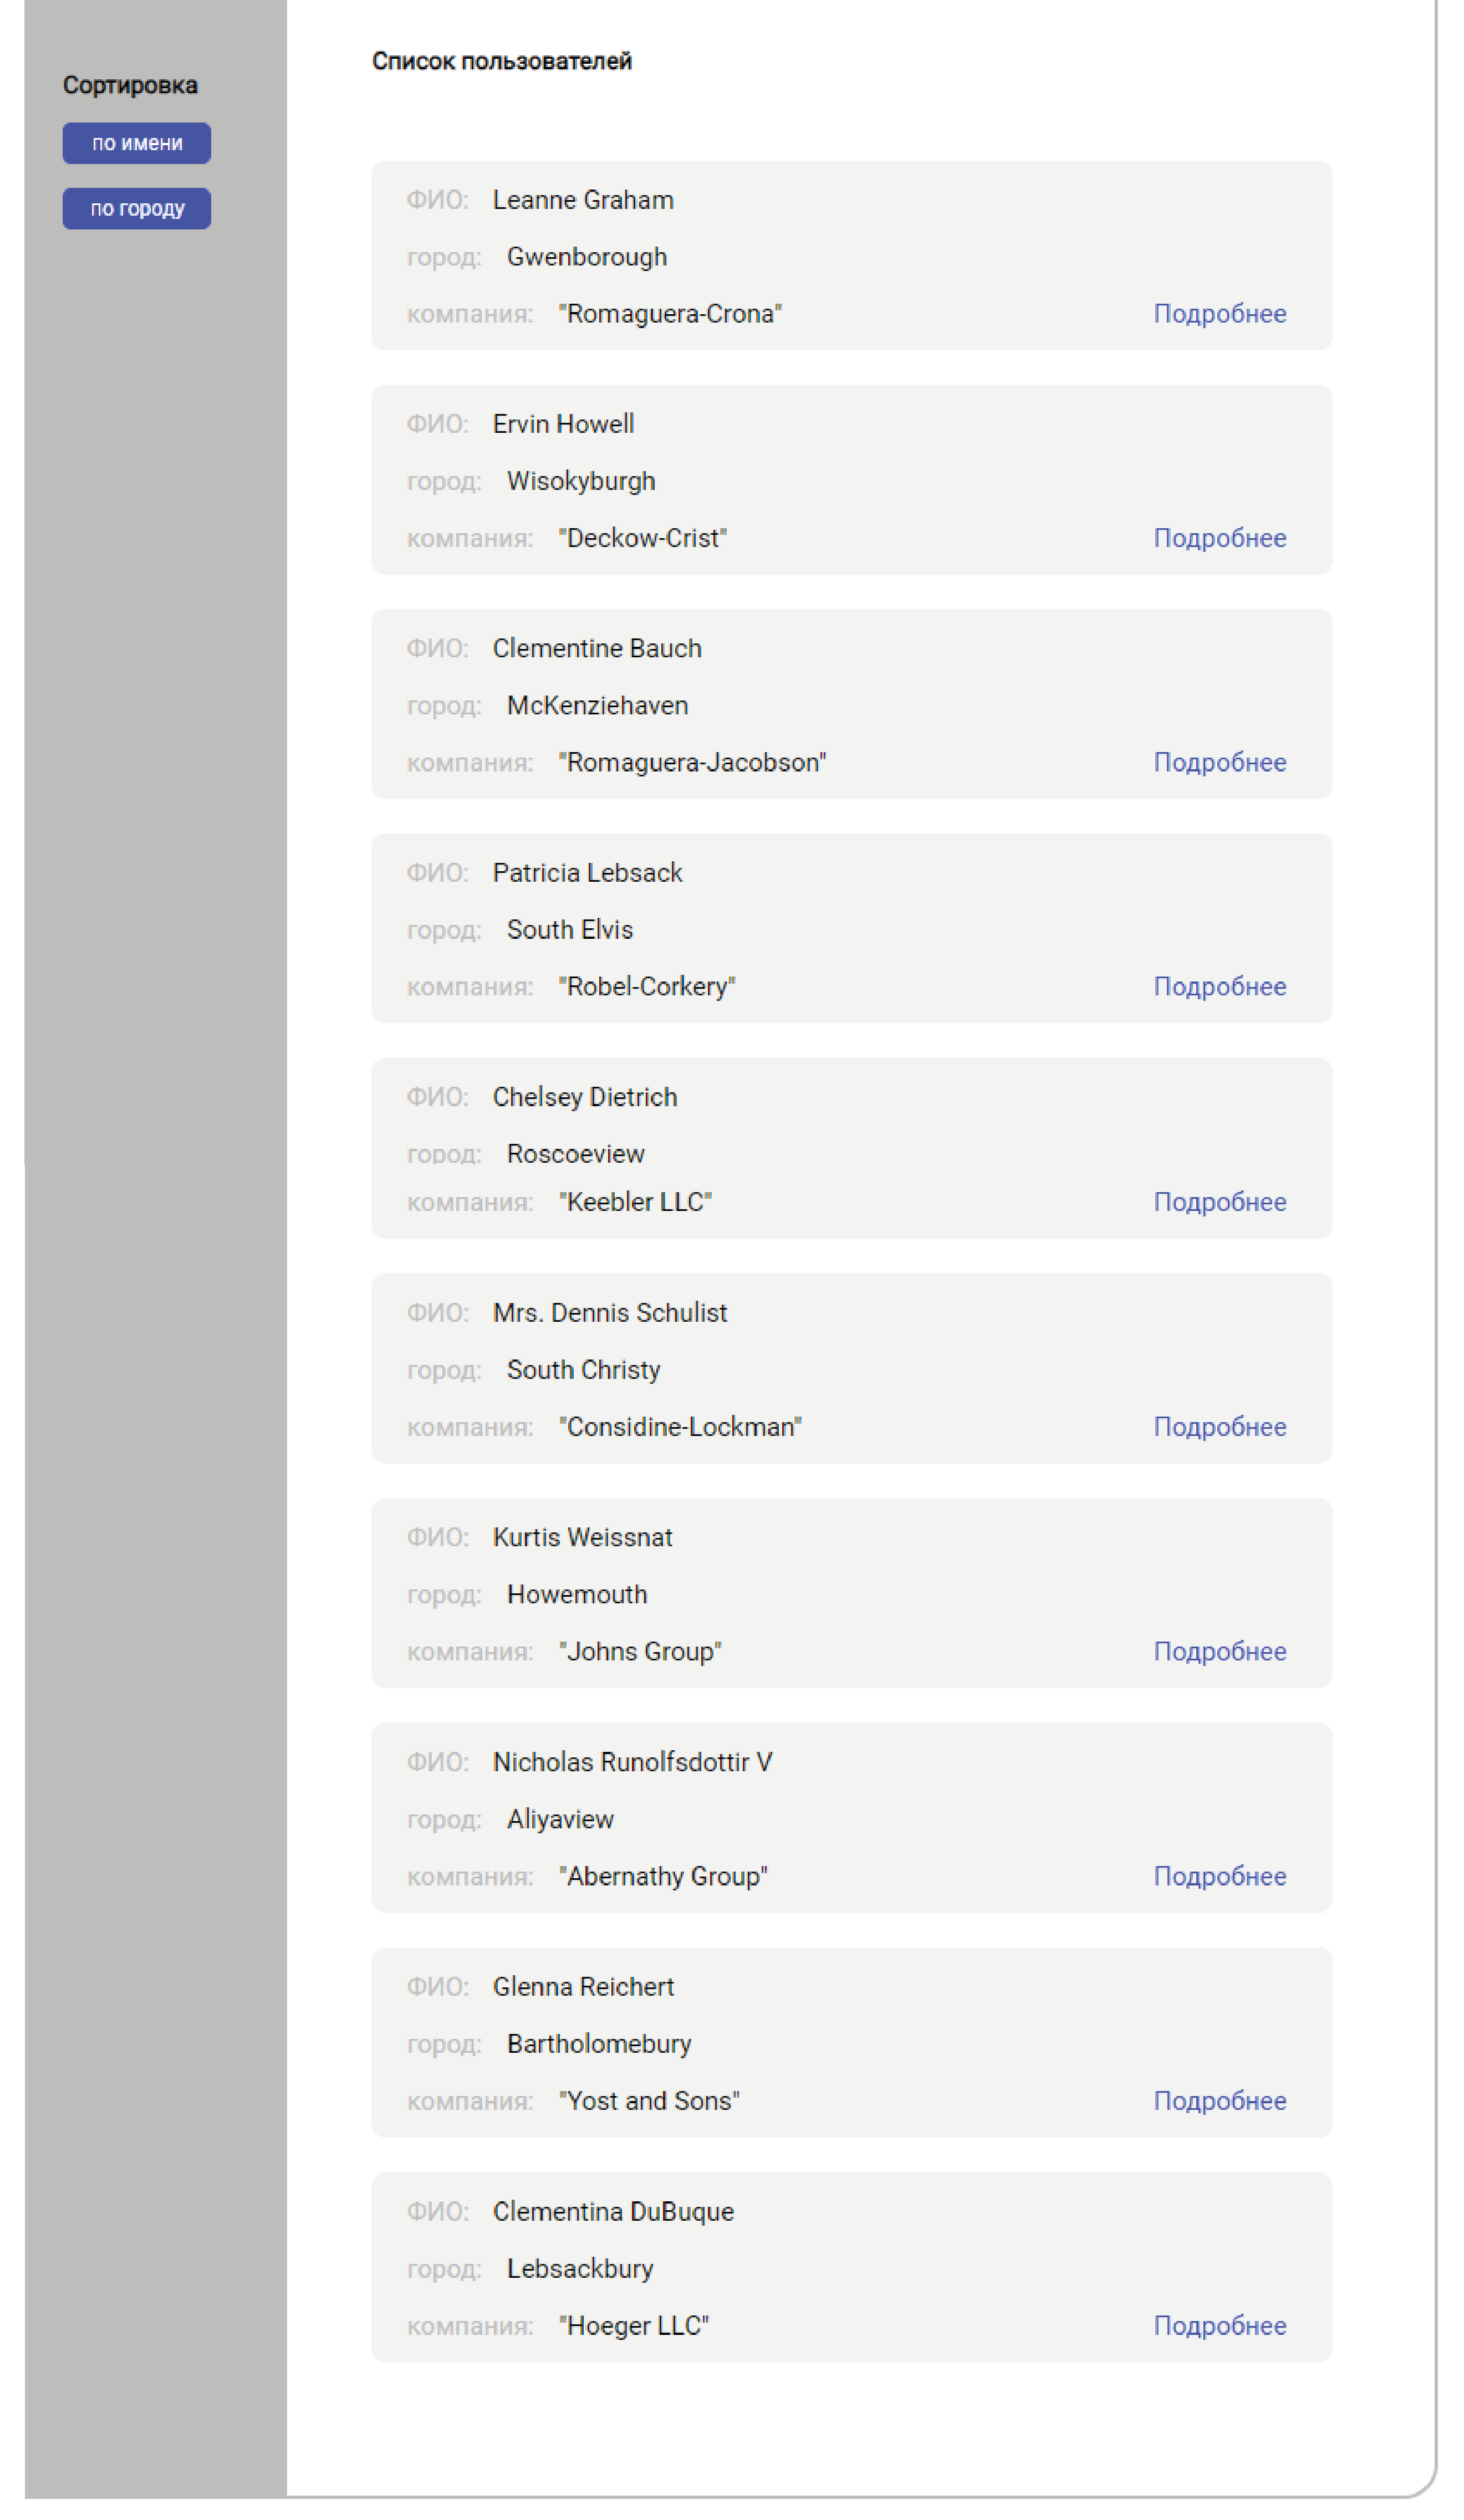 Сортировка
по имени
по городу
Список пользователей
ФИО: Leanne Graham
город: Gwenborough
компания: "Romaguera-Crona" Подробнее
ФИО: Ervin Howell
город: Wisokyburgh
компания: "Deckow-Crist" Подробнее
ФИО: Clementine Bauch
город: McKenziehaven
компания: "Romaguera-Jacobson" Подробнее
ФИО: Patricia Lebsack
город: South Elvis
компания: "Robel-Corkery" Подробнее
ФИО: Chelsey Dietrich
город: Roscoeview
компания: "Keebler LLC" Подробнее
ФИО: Mrs. Dennis Schulist
город: South Christy
компания: "Considine-Lockman" Подробнее
ФИО: Kurtis Weissnat
город: Howemouth
компания: "Johns Group" Подробнее
ФИО: Nicholas Runolfsdottir V
город: Aliyaview
компания: "Abernathy Group" Подробнее
ФИО: Glenna Reichert
город: Bartholomebury
компания: "Yost and Sons" Подробнее
ФИО: Clementina DuBuque
город: Lebsackbury
компания: "Hoeger LLC" Подробнее